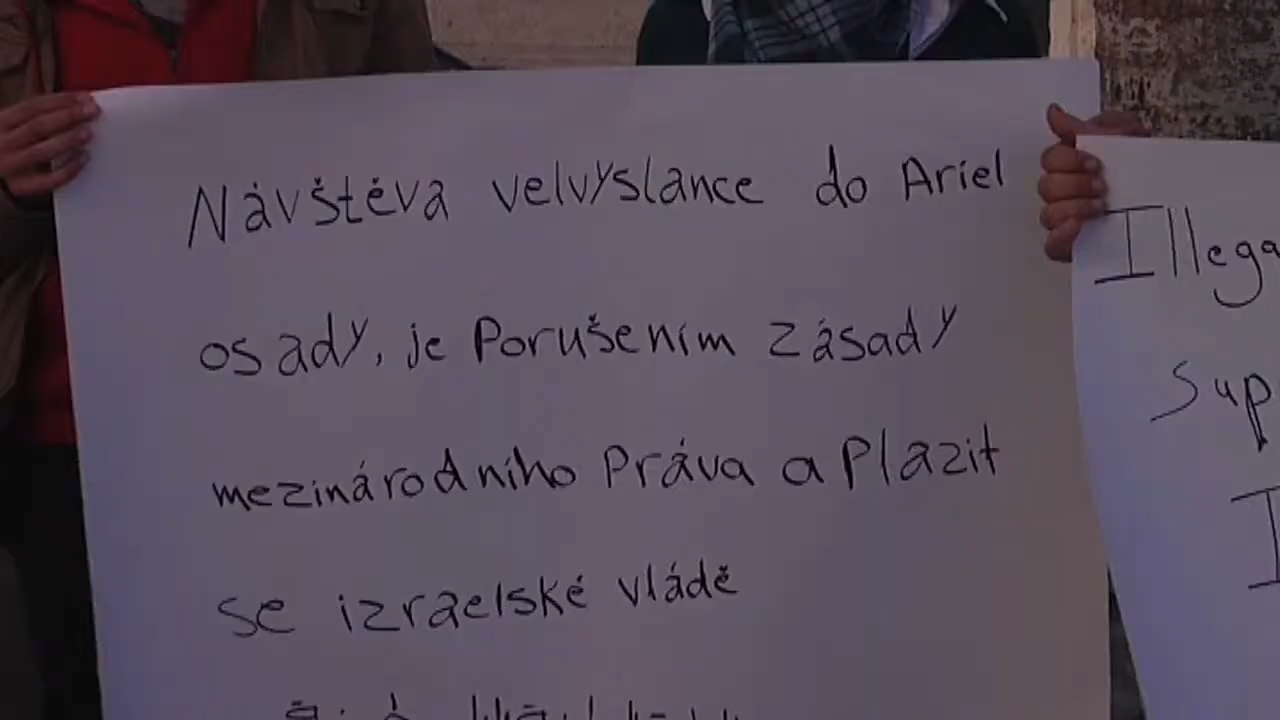 Návštěva velvyslance do Ariel
osady, je Porušením zásady
mezinárodního Práva a Plazit
se izraelské vládě
Illega
Sup